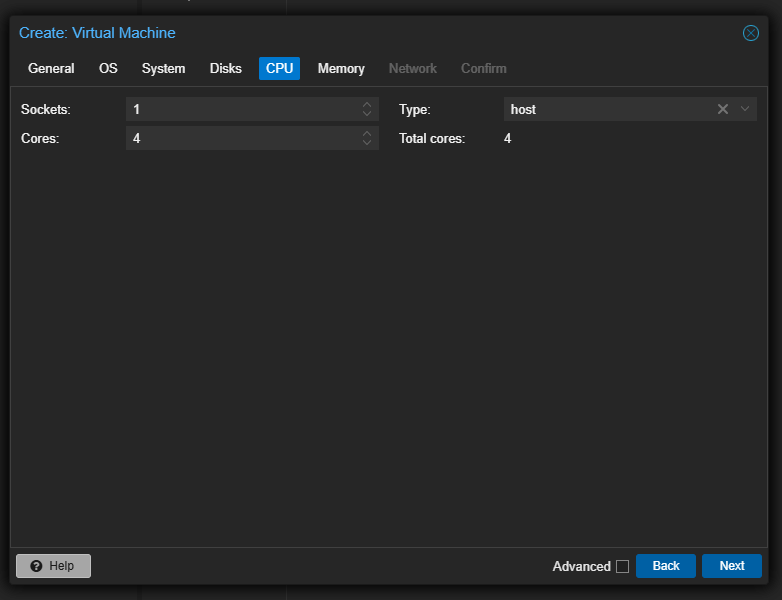 Create: Virtual Machine
General OS System Disks CPU Memory Network Confirm
Sockets: 1 Type: host
Cores: 4 Total cores: 4
Help Advanced Back Next